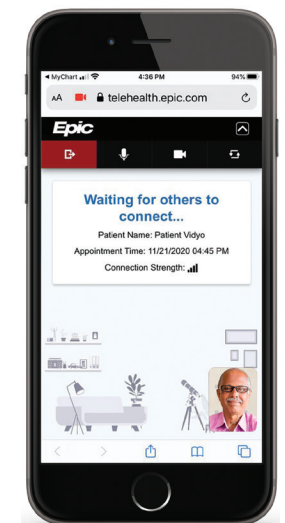 MyChart
4:36 PM
94%
AA
telehealth.epic.com
Epic
Waiting for others to
connect...
Patient Name: Patient Vidyo
Appointment Time: 11/21/2020 04:45 PM
Connection Strength: